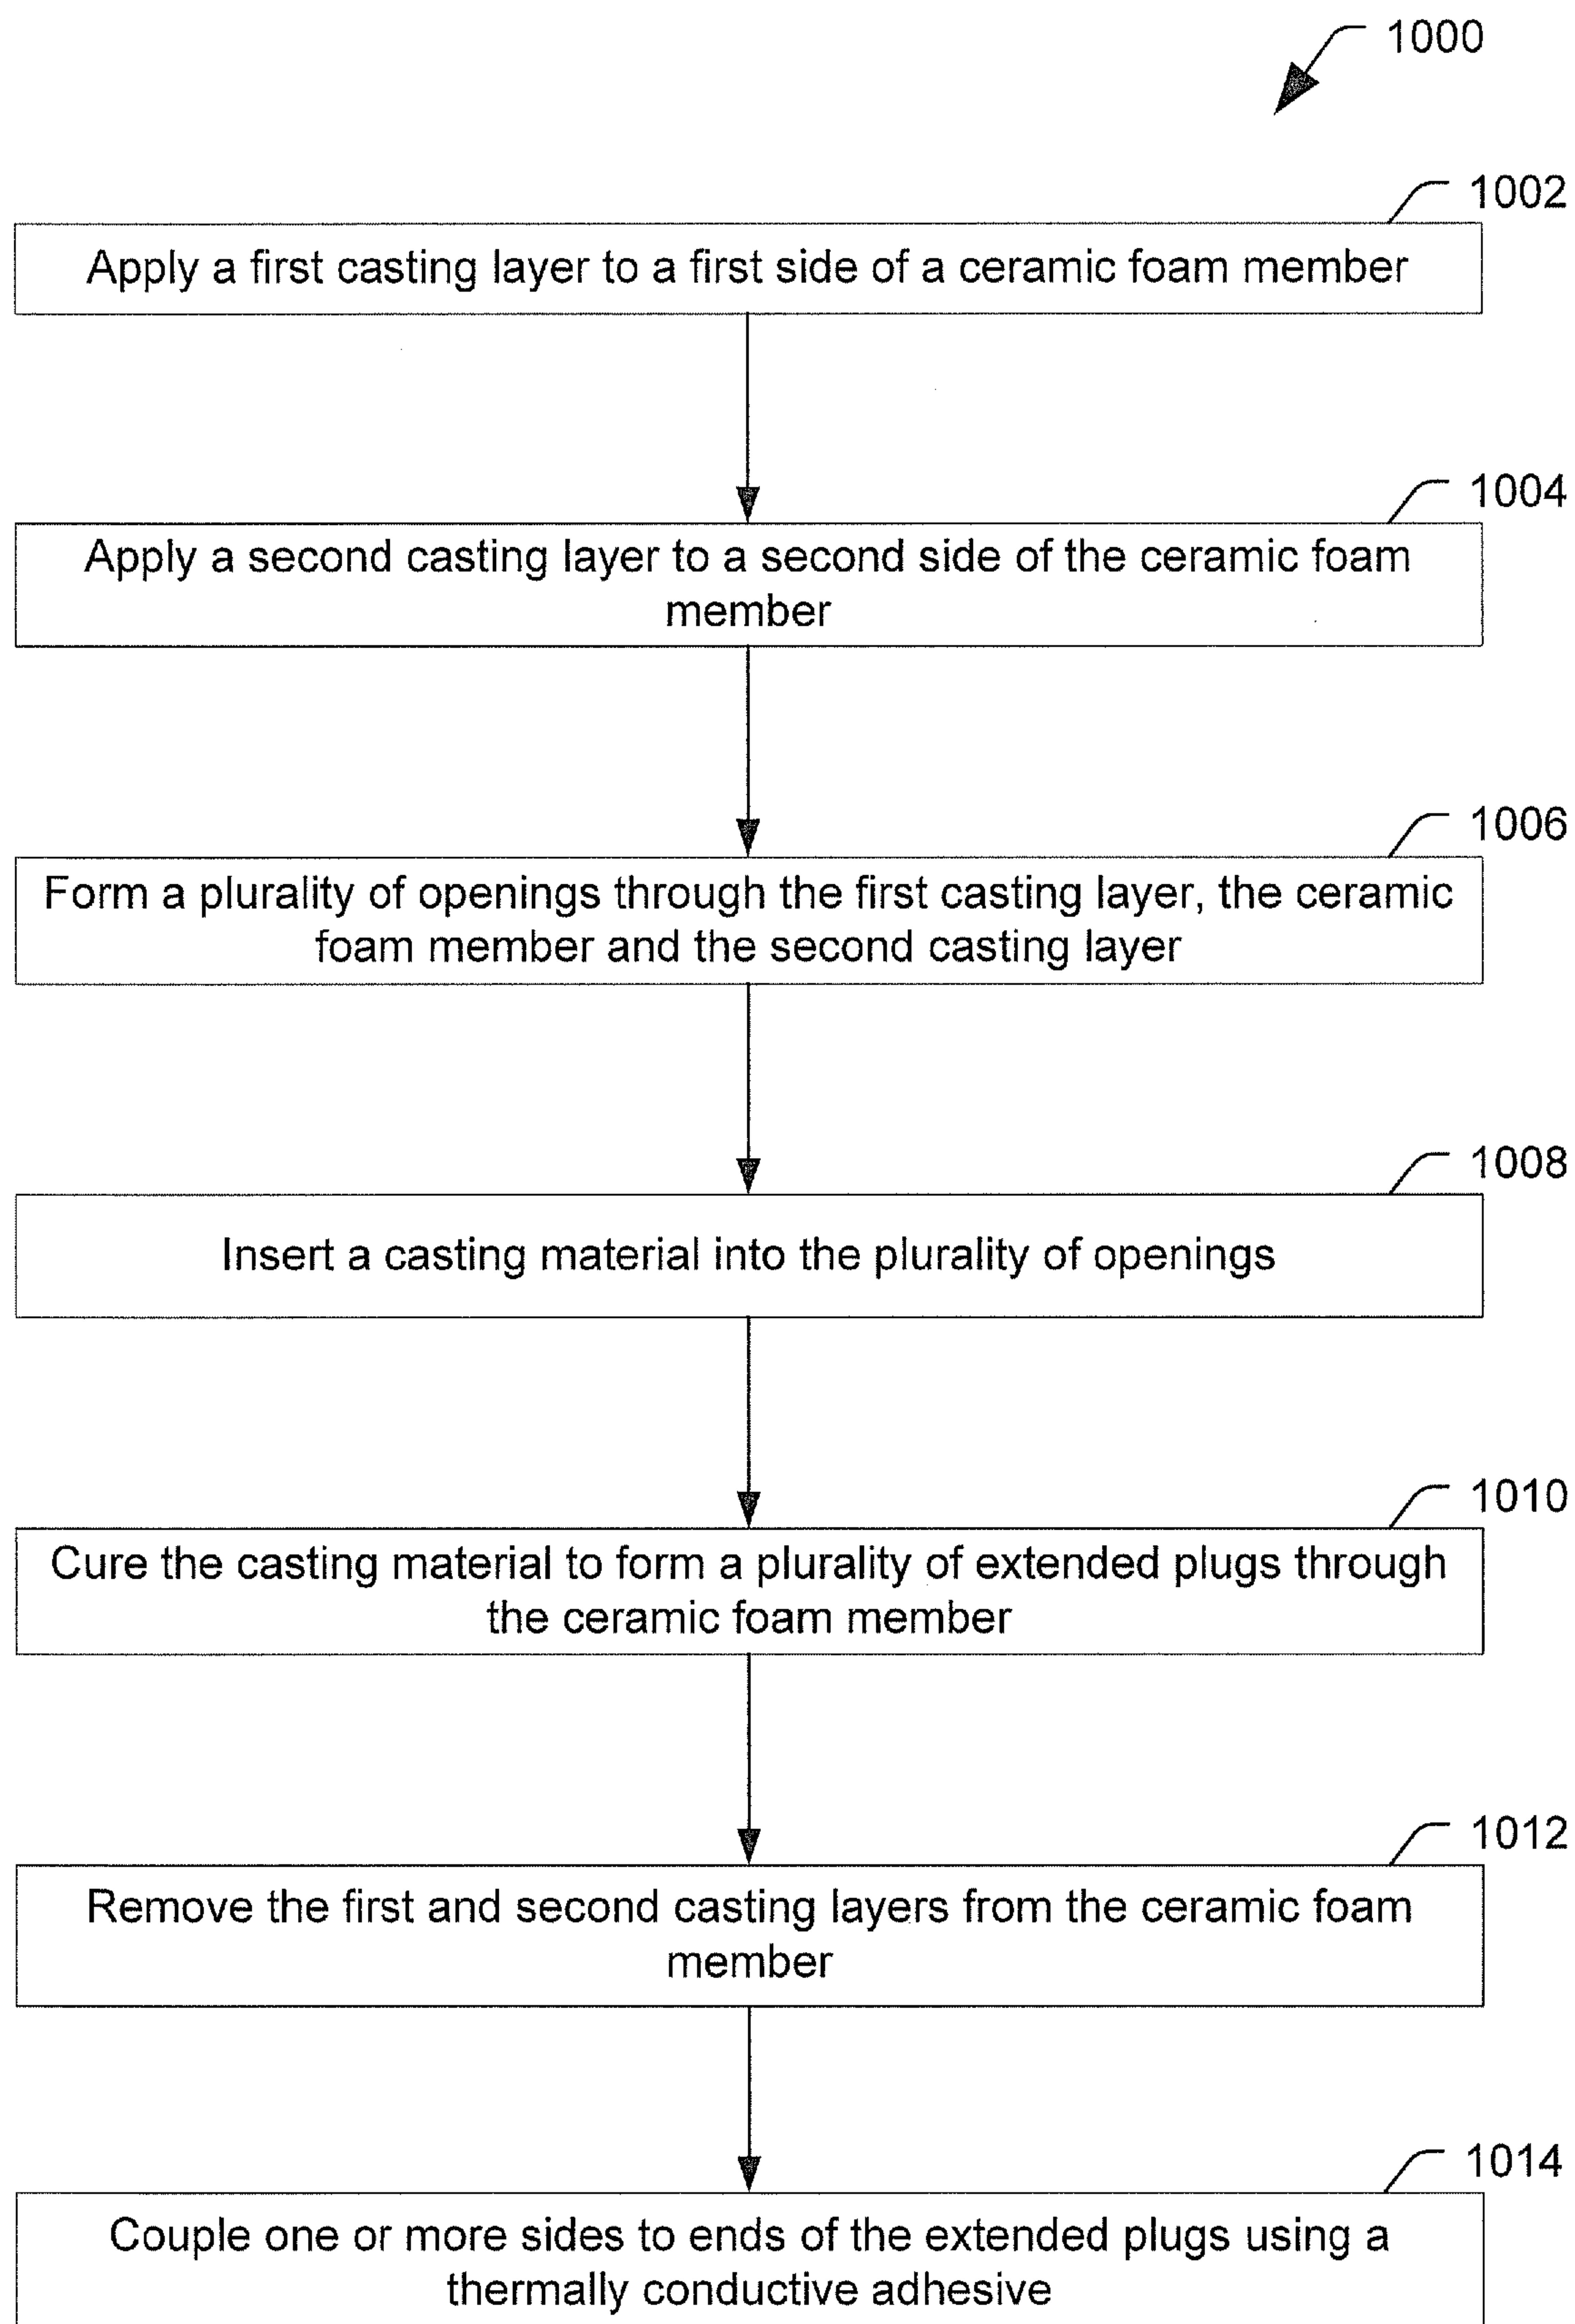 1000
1002
Apply a first casting layer to a first side of a ceramic foam member
1004
Apply a second casting layer to a second side of the ceramic foam
member
1006
Form a plurality of openings through the first casting layer, the ceramic
foam member and the second casting layer
1008
Insert a casting material into the plurality of openings
1010
Cure the casting material to form a plurality of extended plugs through
the ceramic foam member
1012
Remove the first and second casting layers from the ceramic foam
member
1014
Couple one or more sides to ends of the extended plugs using a
thermally conductive adhesive